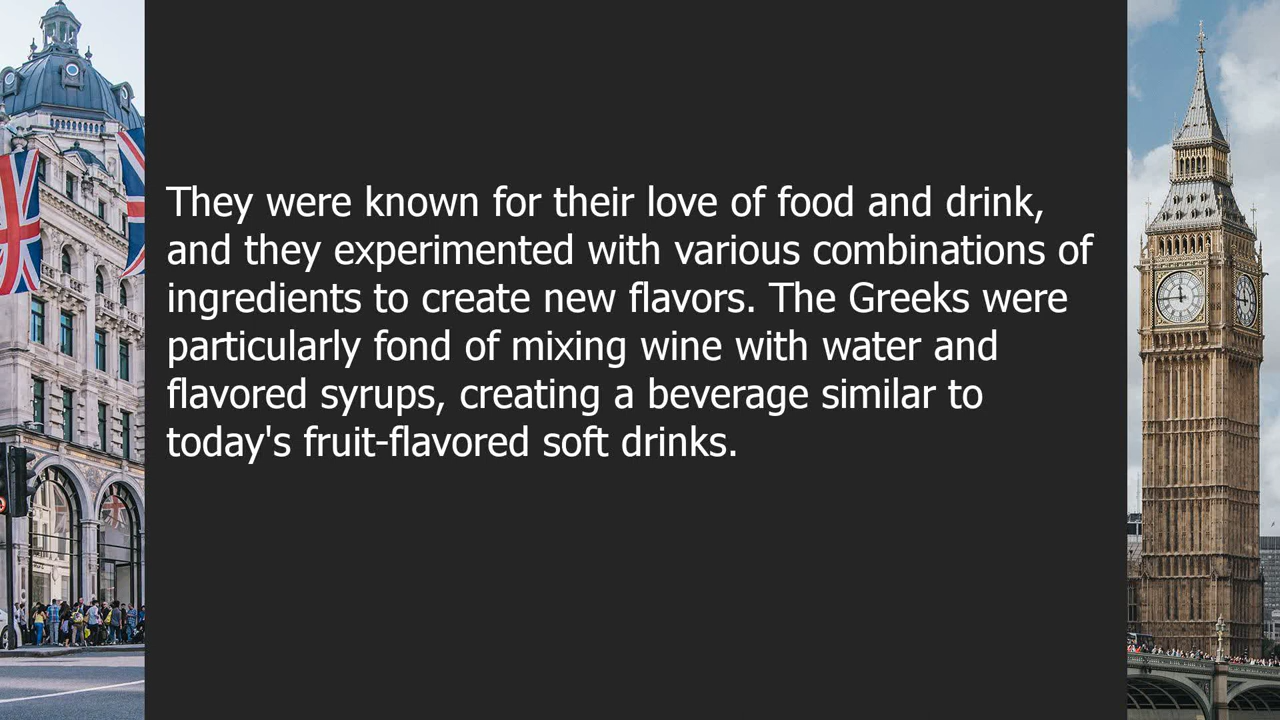 They were known for their love of food and drink,
and they experimented with various combinations of
ingredients to create new flavors. The Greeks were
particularly fond of mixing wine with water and
flavored syrups, creating a beverage similar to
today's fruit-flavored soft drinks.